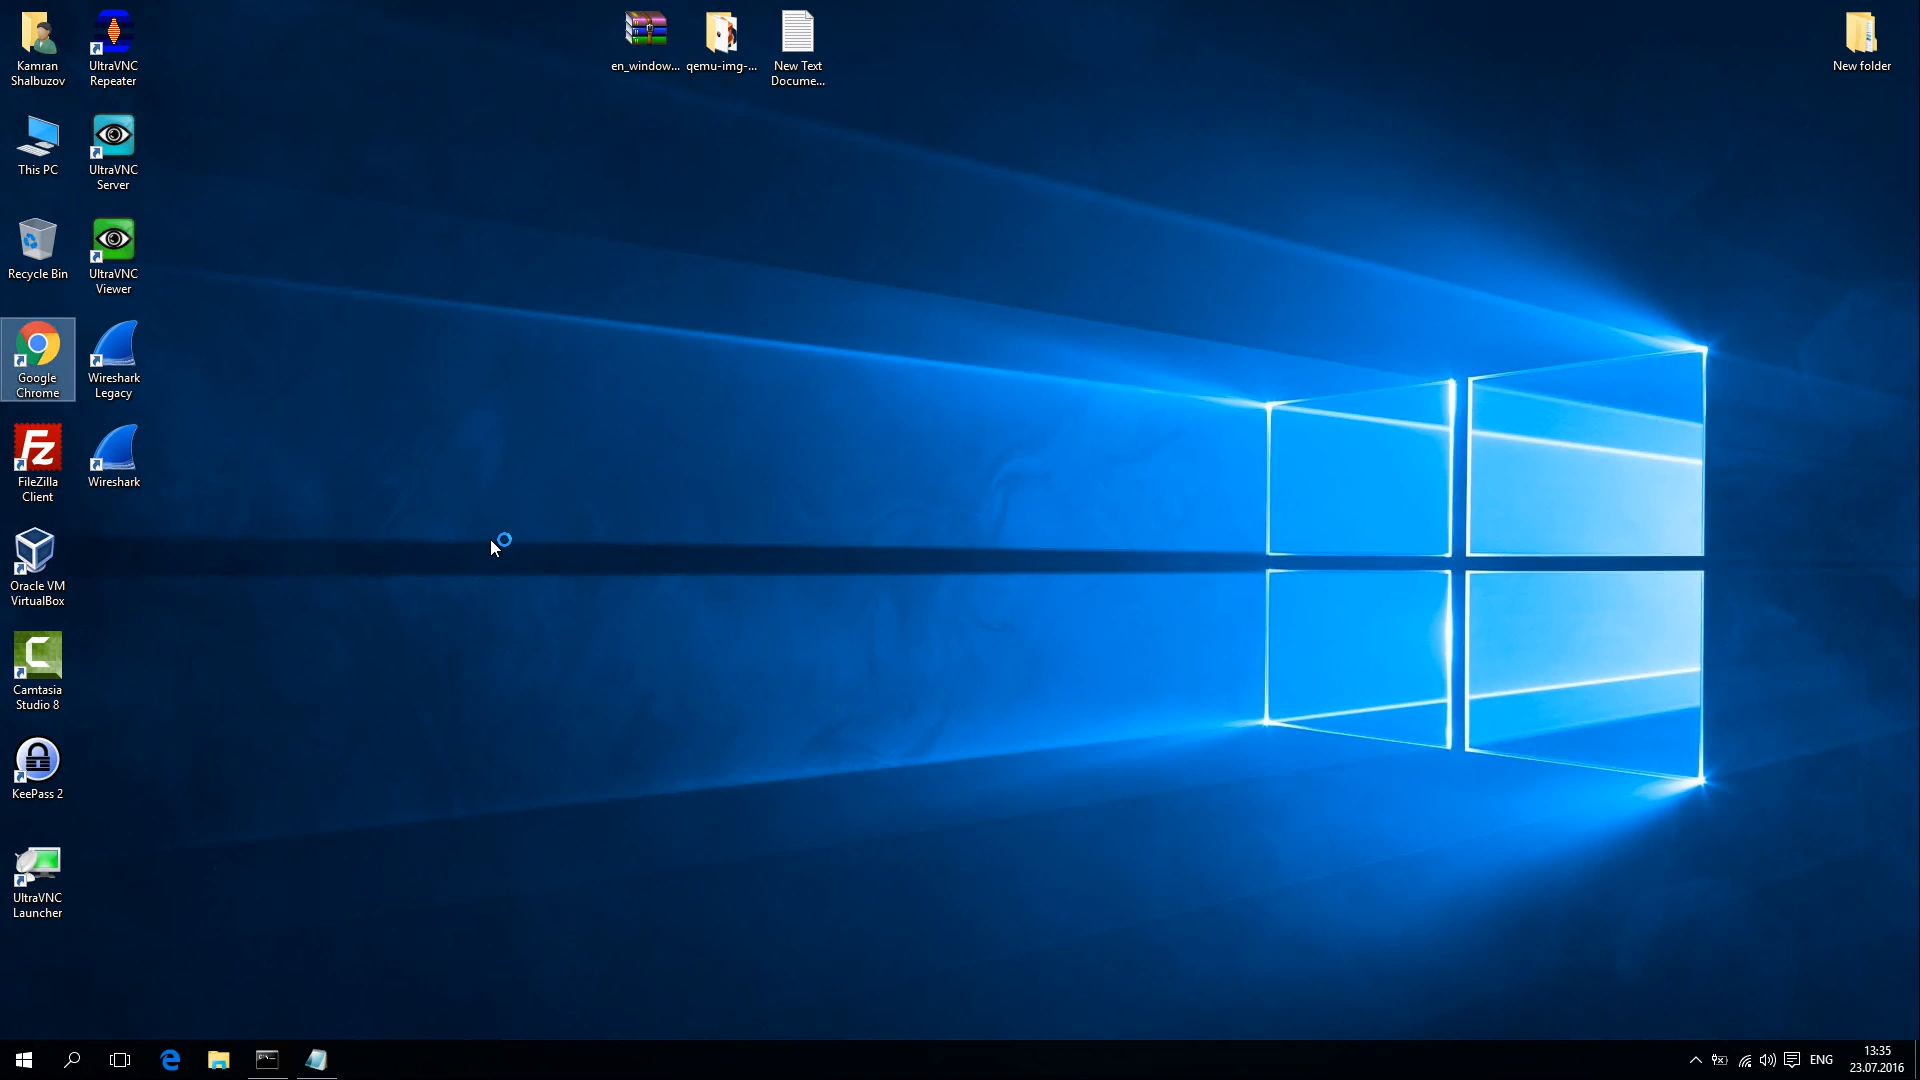 Kamran
Shalbuzov
UltraVNC
Repeater
en_window...
qemu-img-...
New Text
Docume...
New folder
This PC
UltraVNC
Server
Recycle Bin
UltraVNC
Viewer
Google
Chrome
Wireshark
Legacy
FileZilla
Client
Wireshark
Oracle VM
VirtualBox
Camtasia
Studio 8
KeePass 2
UltraVNC
Launcher
ENG
13:35
23.07.2016